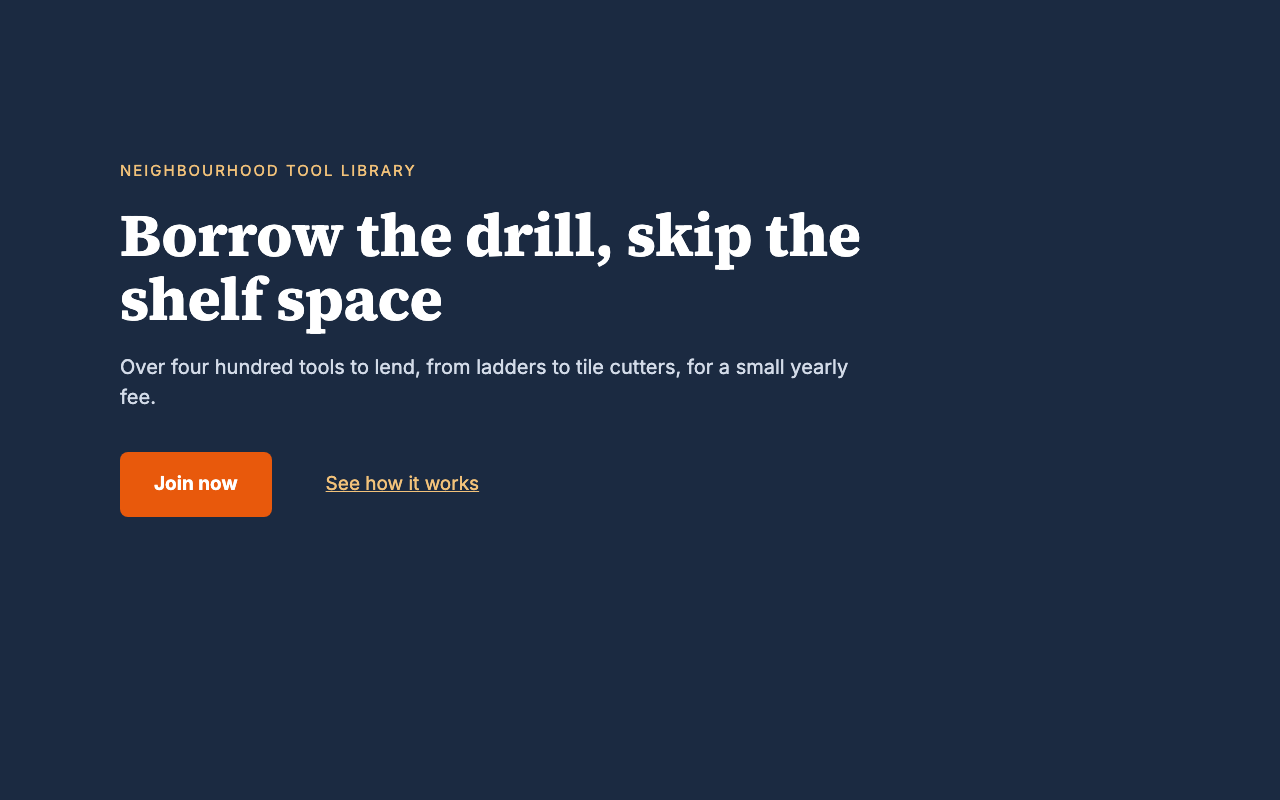 NEIGHBOURHOOD TOOL LIBRARY
Borrow the drill, skip the
shelf space
Over four hundred tools to lend, from ladders to tile cutters, for a small yearly
fee.
Join now
See how it works